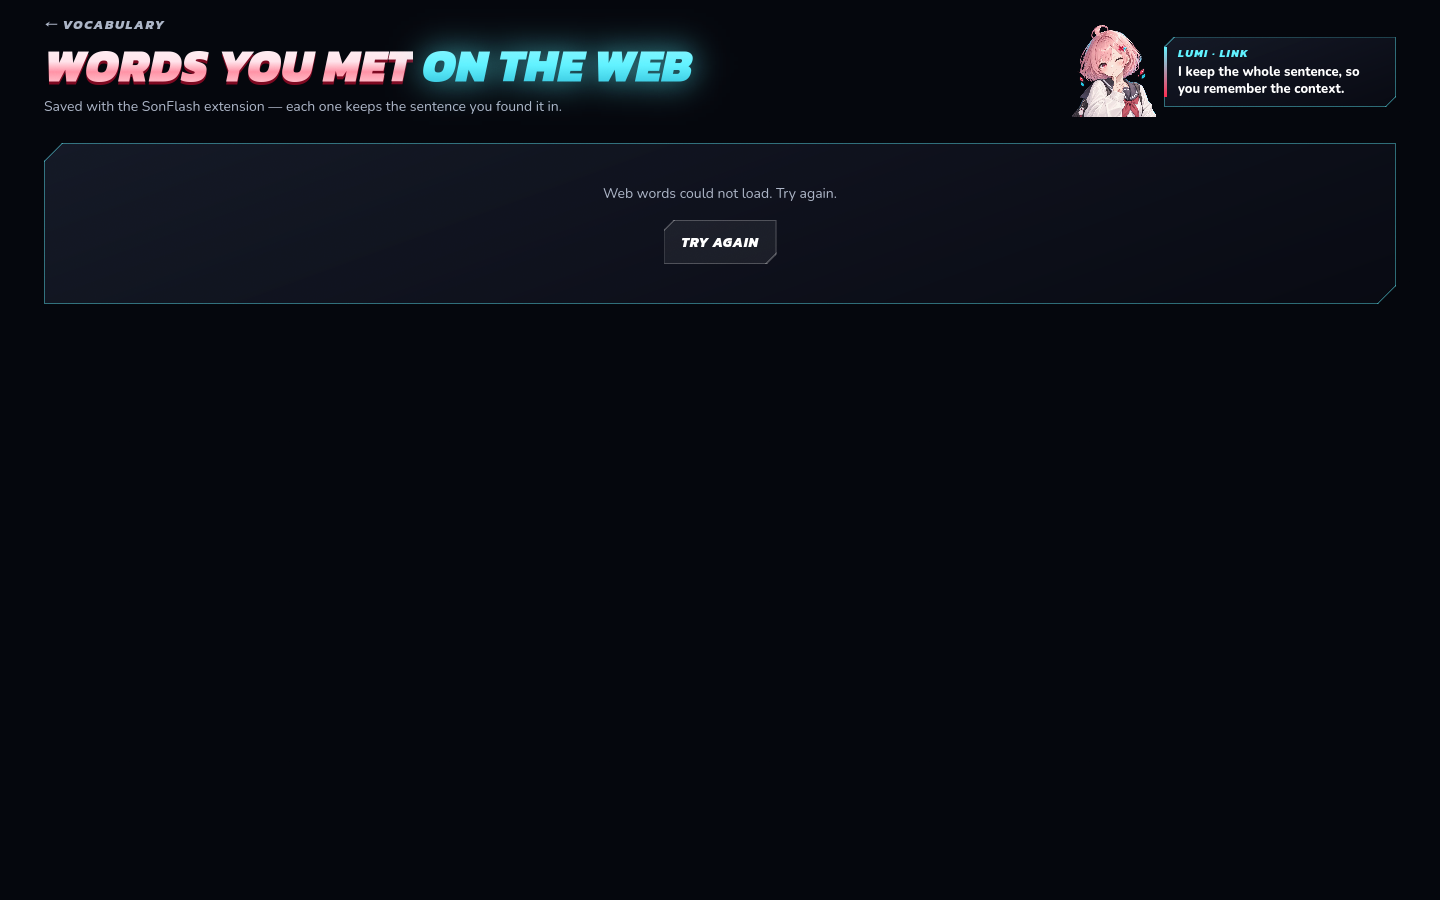 ← VOCABULARY
WORDS YOU MET ON THE WEB
Saved with the SonFlash extension — each one keeps the sentence you found it in.
LUMI · LINK
I keep the whole sentence, so
you remember the context.
Web words could not load. Try again.
TRY AGAIN